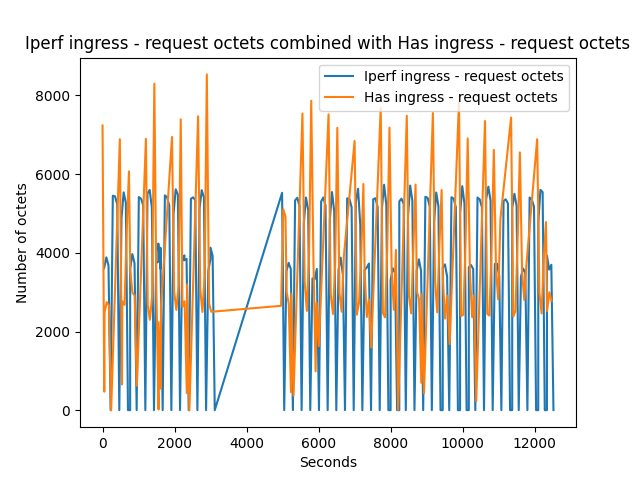 Iperf ingress - request octets combined with Has ingress - request octets
Iperf ingress - request octets
Has ingress - request octets
Number of octets
8000
6000
4000
2000
0
0 2000 4000 6000 8000 10000 12000
Seconds